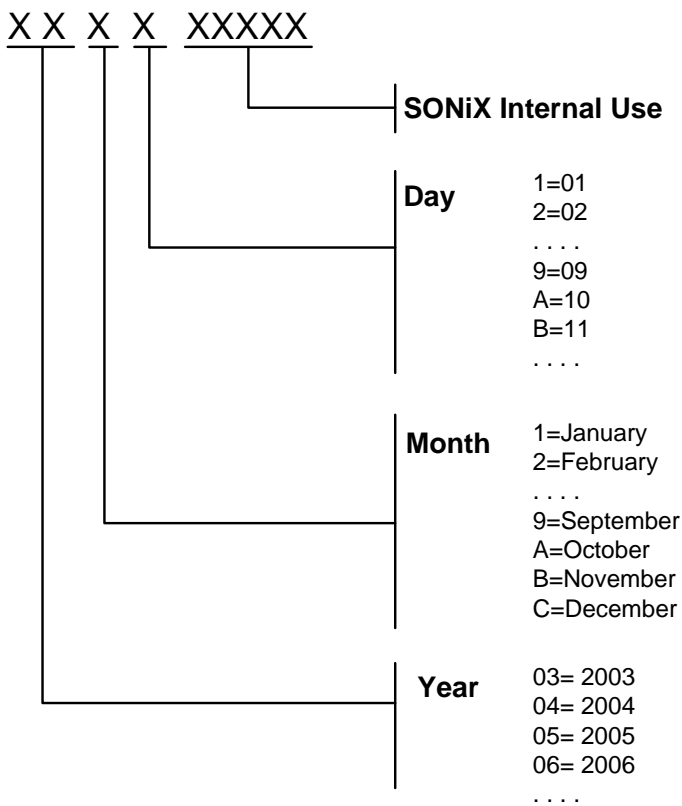 X X X X XXXXX
SONiX Internal Use
Day
1=01
2=02
. . . .
9=09
A=10
B=11
. . . .
Month
1=January
2=February
. . . .
9=September
A=October
B=November
C=December
Year
03= 2003
04= 2004
05= 2005
06= 2006
. . . .